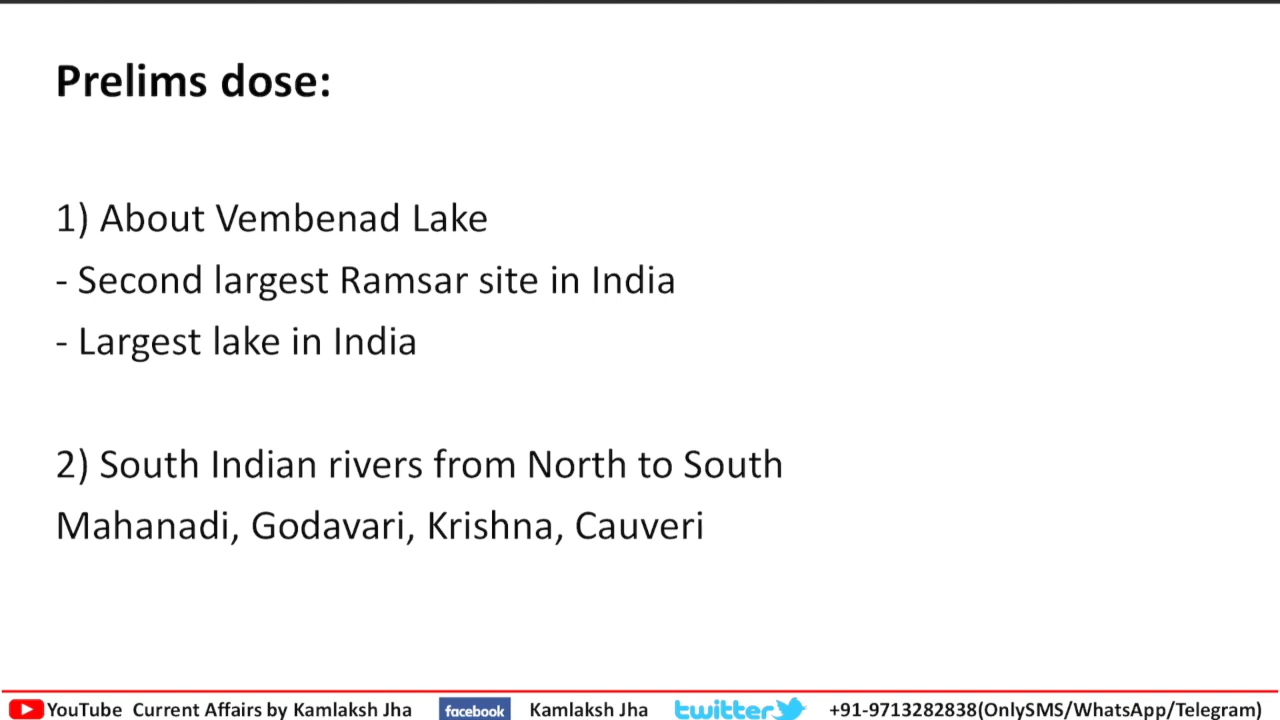 Prelims dose:
1) About Vembenad Lake
- Second largest Ramsar site in India
- Largest lake in India
2) South Indian rivers from North to South
Mahanadi, Godavari, Krishna, Cauveri
YouTube Current Affairs by Kamlaksh Jha facebook Kamlaksh Jha twitter +91-9713282838(OnlySMS/WhatsApp/Telegram)